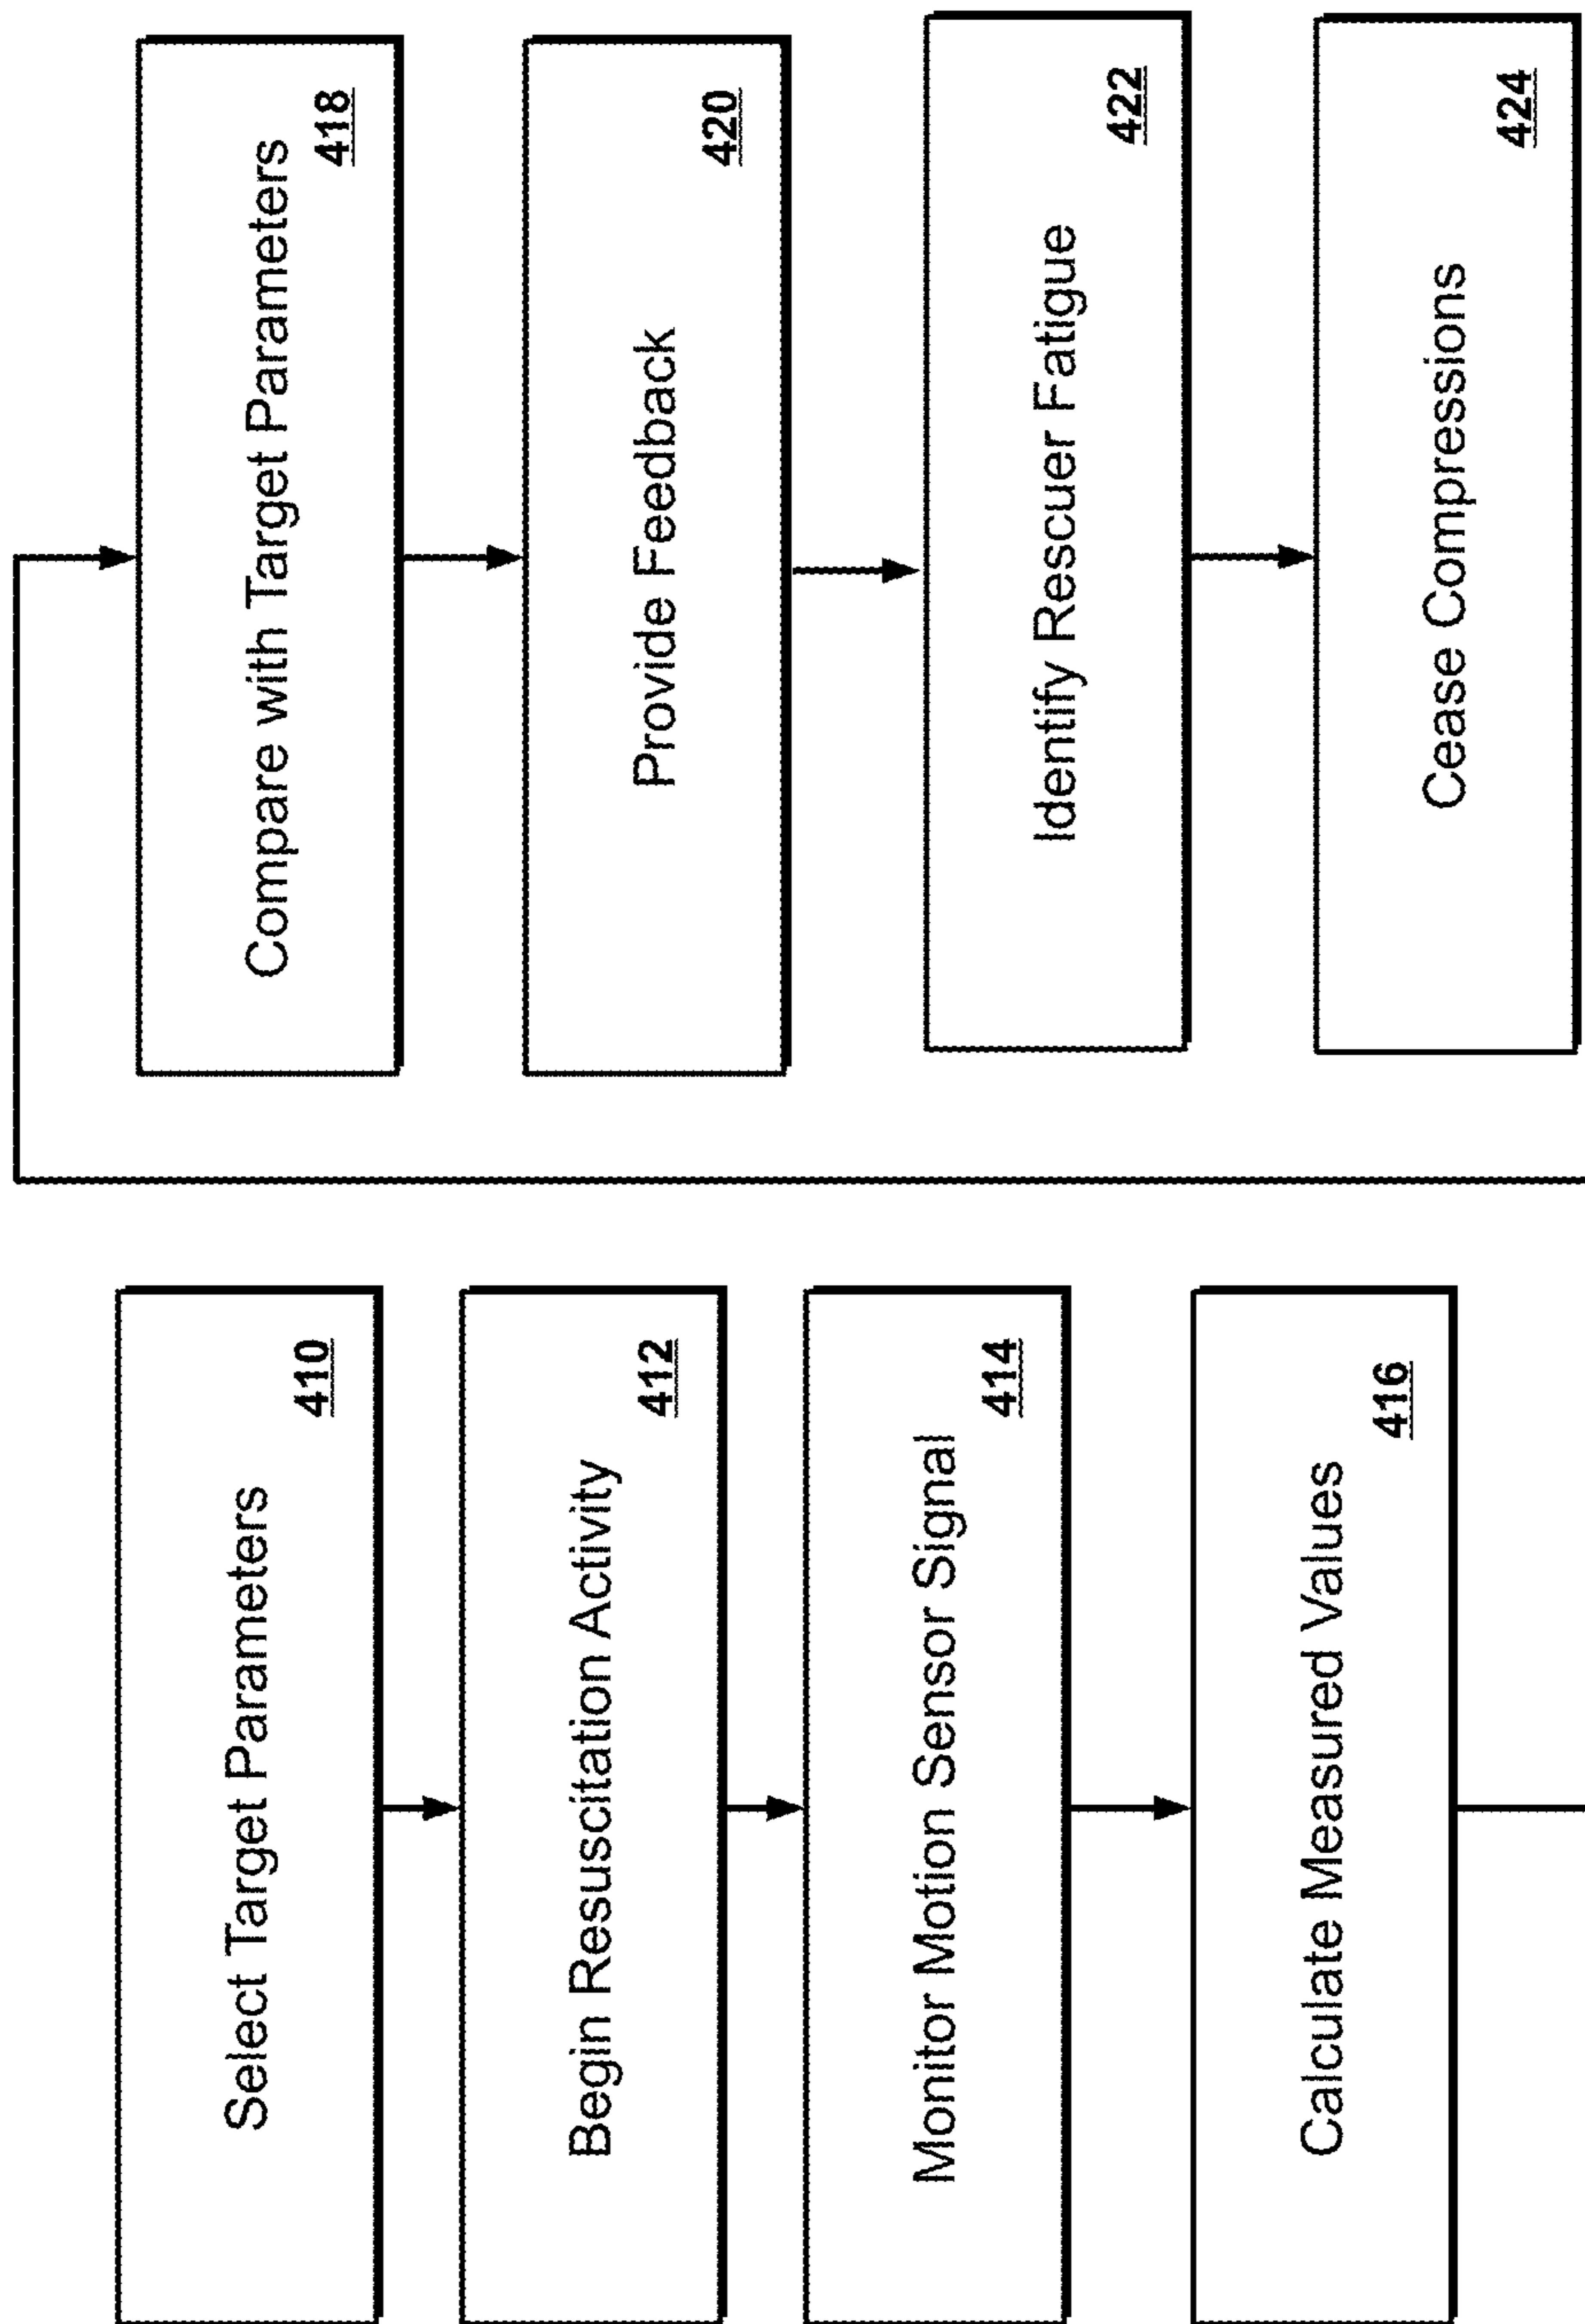 Select Target Parameters
410
Begin Resuscitation Activity
412
Monitor Motion Sensor Signal
414
Calculate Measured Values
416
Compare with Target Parameters
418
Provide Feedback
420
Identify Rescuer Fatigue
422
Cease Compressions
424